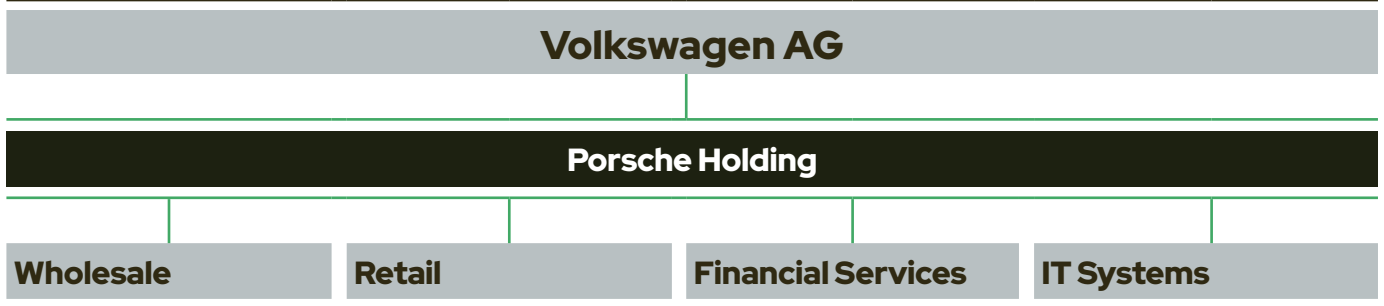 Volkswagen AG
Porsche Holding
Wholesale
Retail
Financial Services
IT Systems